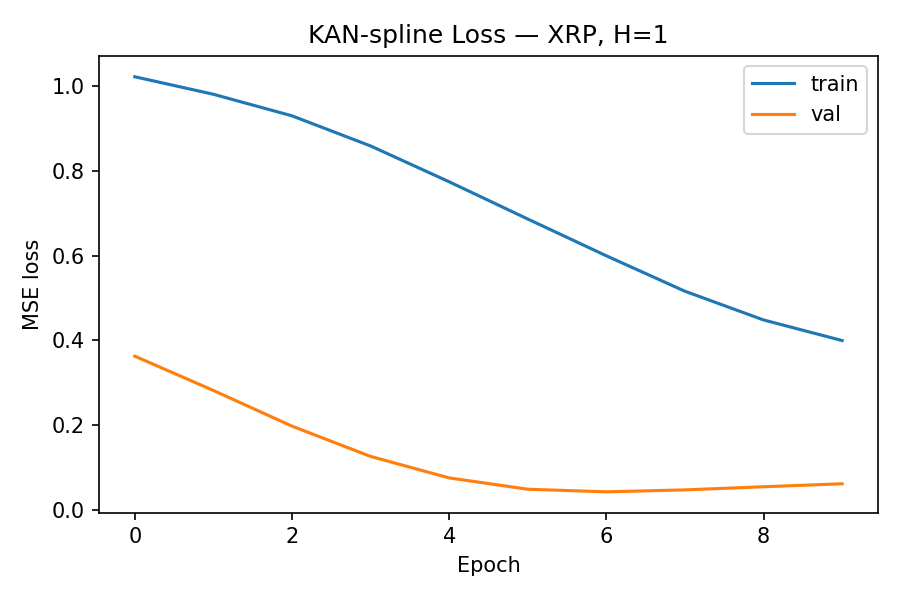 KAN-spline Loss — XRP, H=1
train
val
MSE loss
1.0
0.8
0.6
0.4
0.2
0.0
0 2 4 6 8
Epoch